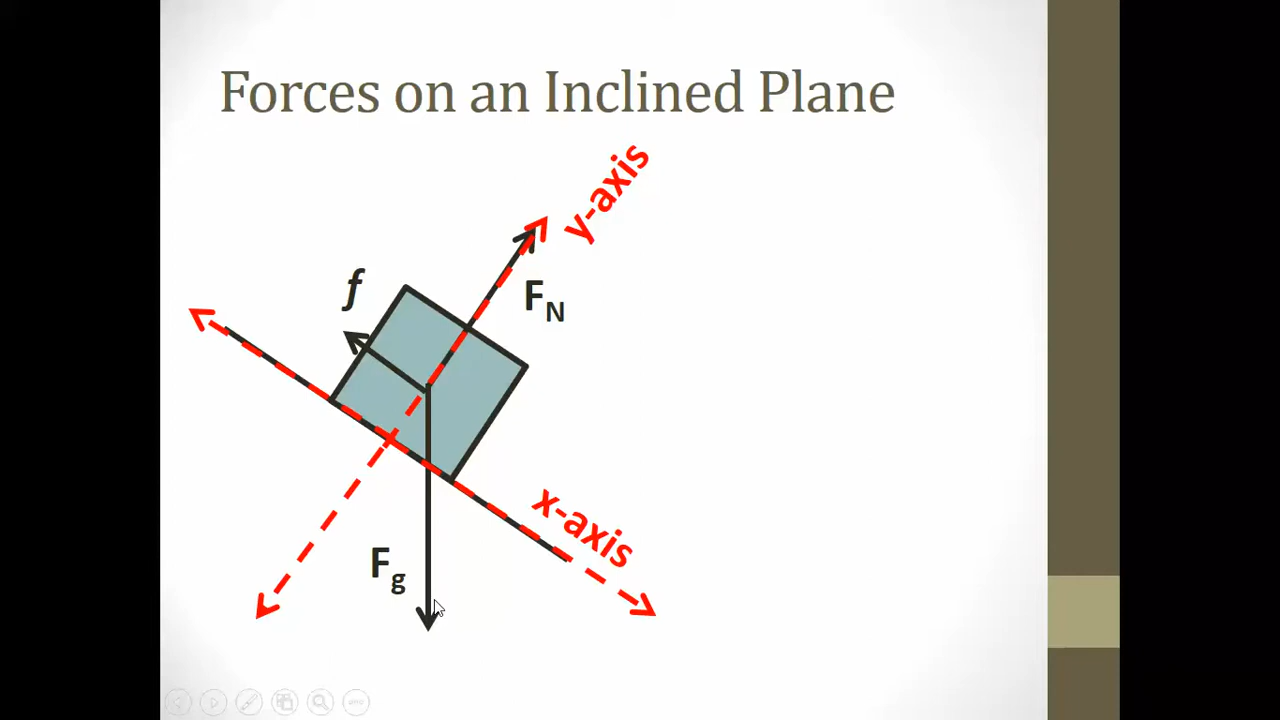 Forces on an Inclined Plane
y-axis
f
F_N
x-axis
F_g